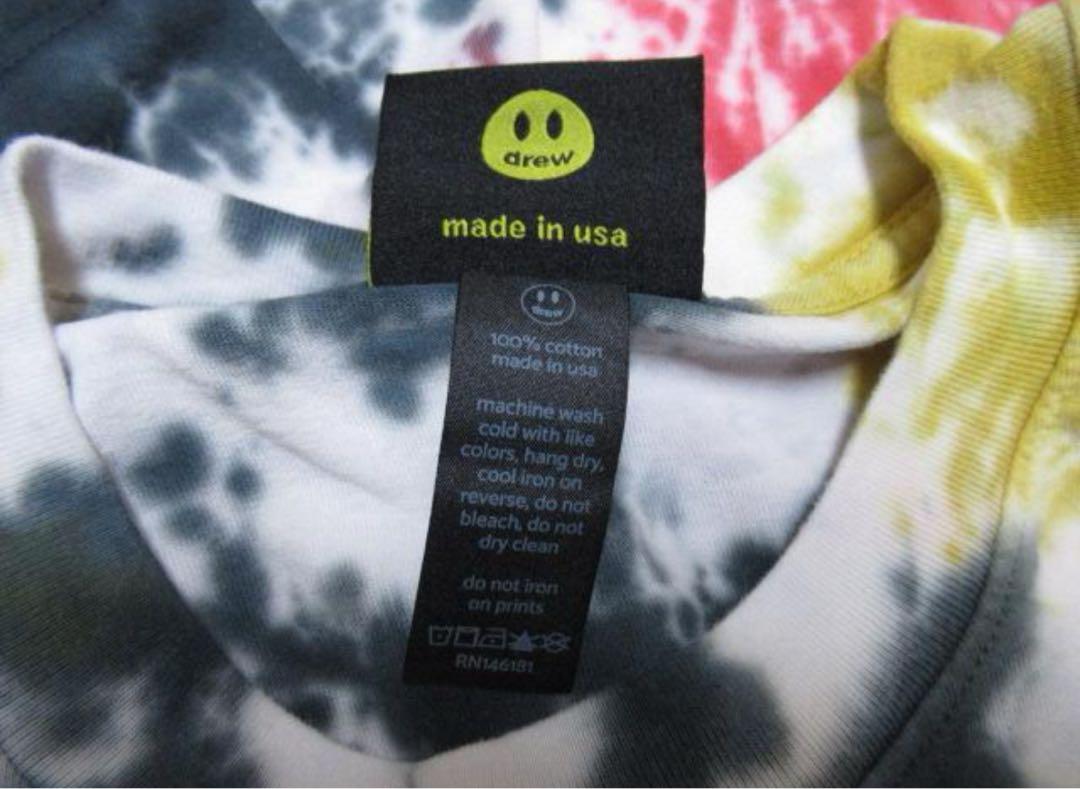 drew
made in usa
drew
100% cotton
made in usa
machine wash
cold with like
colors, hang dry,
cool iron on
reverse, do not
bleach, do not
dry clean
do not iron
on prints
RN146181